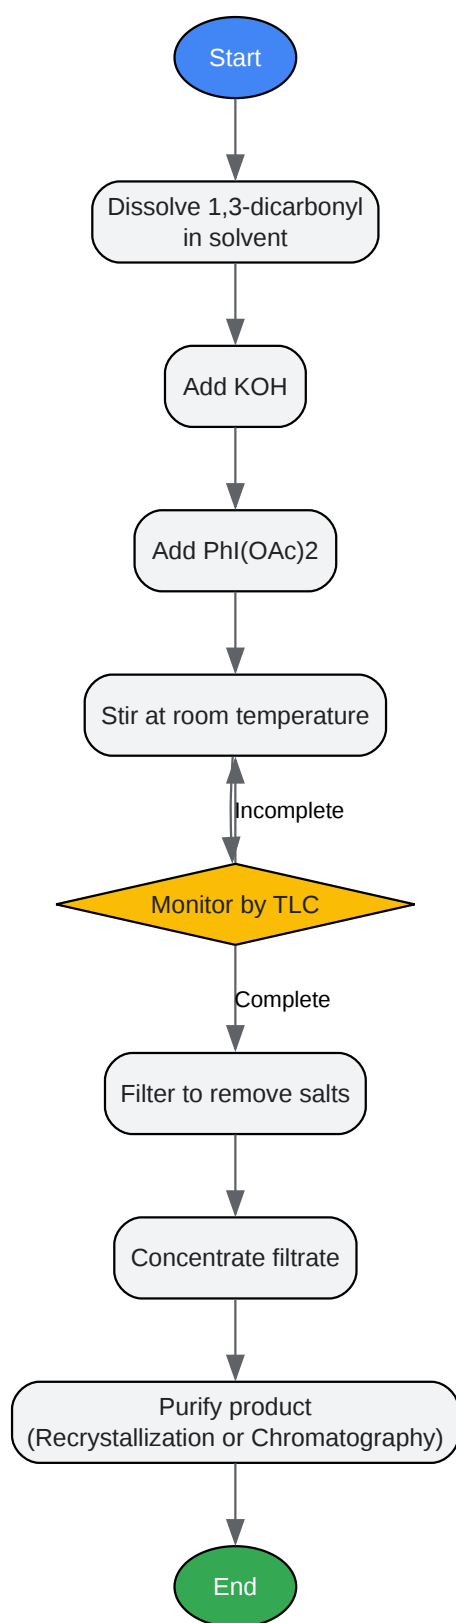 Start
Dissolve 1,3-dicarbonyl
in solvent
Add KOH
Add PhI(OAc)2
Stir at room temperature
Incomplete
Monitor by TLC
Complete
Filter to remove salts
Concentrate filtrate
Purify product
(Recrystallization or Chromatography)
End